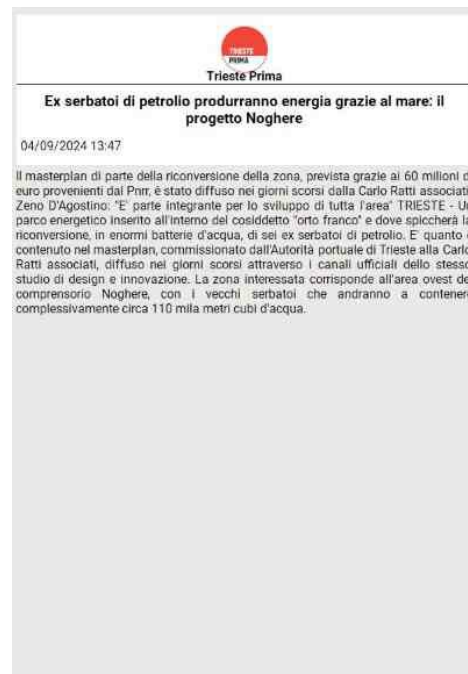 TRIESTE
PRIMA
Trieste Prima
Ex serbatoi di petrolio produrranno energia grazie al mare: il
progetto Noghere
04/09/2024 13:47
Il masterplan di parte della riconversione della zona, prevista grazie ai 60 milioni d
euro provenienti dal Pnrr, è stato diffuso nei giorni scorsi dalla Carlo Ratti associati
Zeno D'Agostino: "E' parte integrante per lo sviluppo di tutta l'area" TRIESTE - Un
parco energetico inserito all'interno del cosiddetto "orto franco" e dove spiccherà la
riconversione, in enormi batterie d'acqua, di sei ex serbatoi di petrolio. E' quanto
contenuto nel masterplan, commissionato dall'Autorità portuale di Trieste alla Carlo
Ratti associati, diffuso nei giorni scorsi attraverso i canali ufficiali dello stesso
studio di design e innovazione. La zona interessata corrisponde all'area ovest de
comprensorio Noghere, con i vecchi serbatoi che andranno a contenere
complessivamente circa 110 mila metri cubi d'acqua.